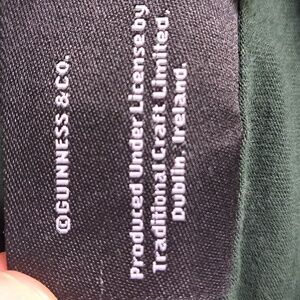 ©GUINNESS & CO.
Produced Under License by
Traditional Craft Limited.
Dublin. Ireland.